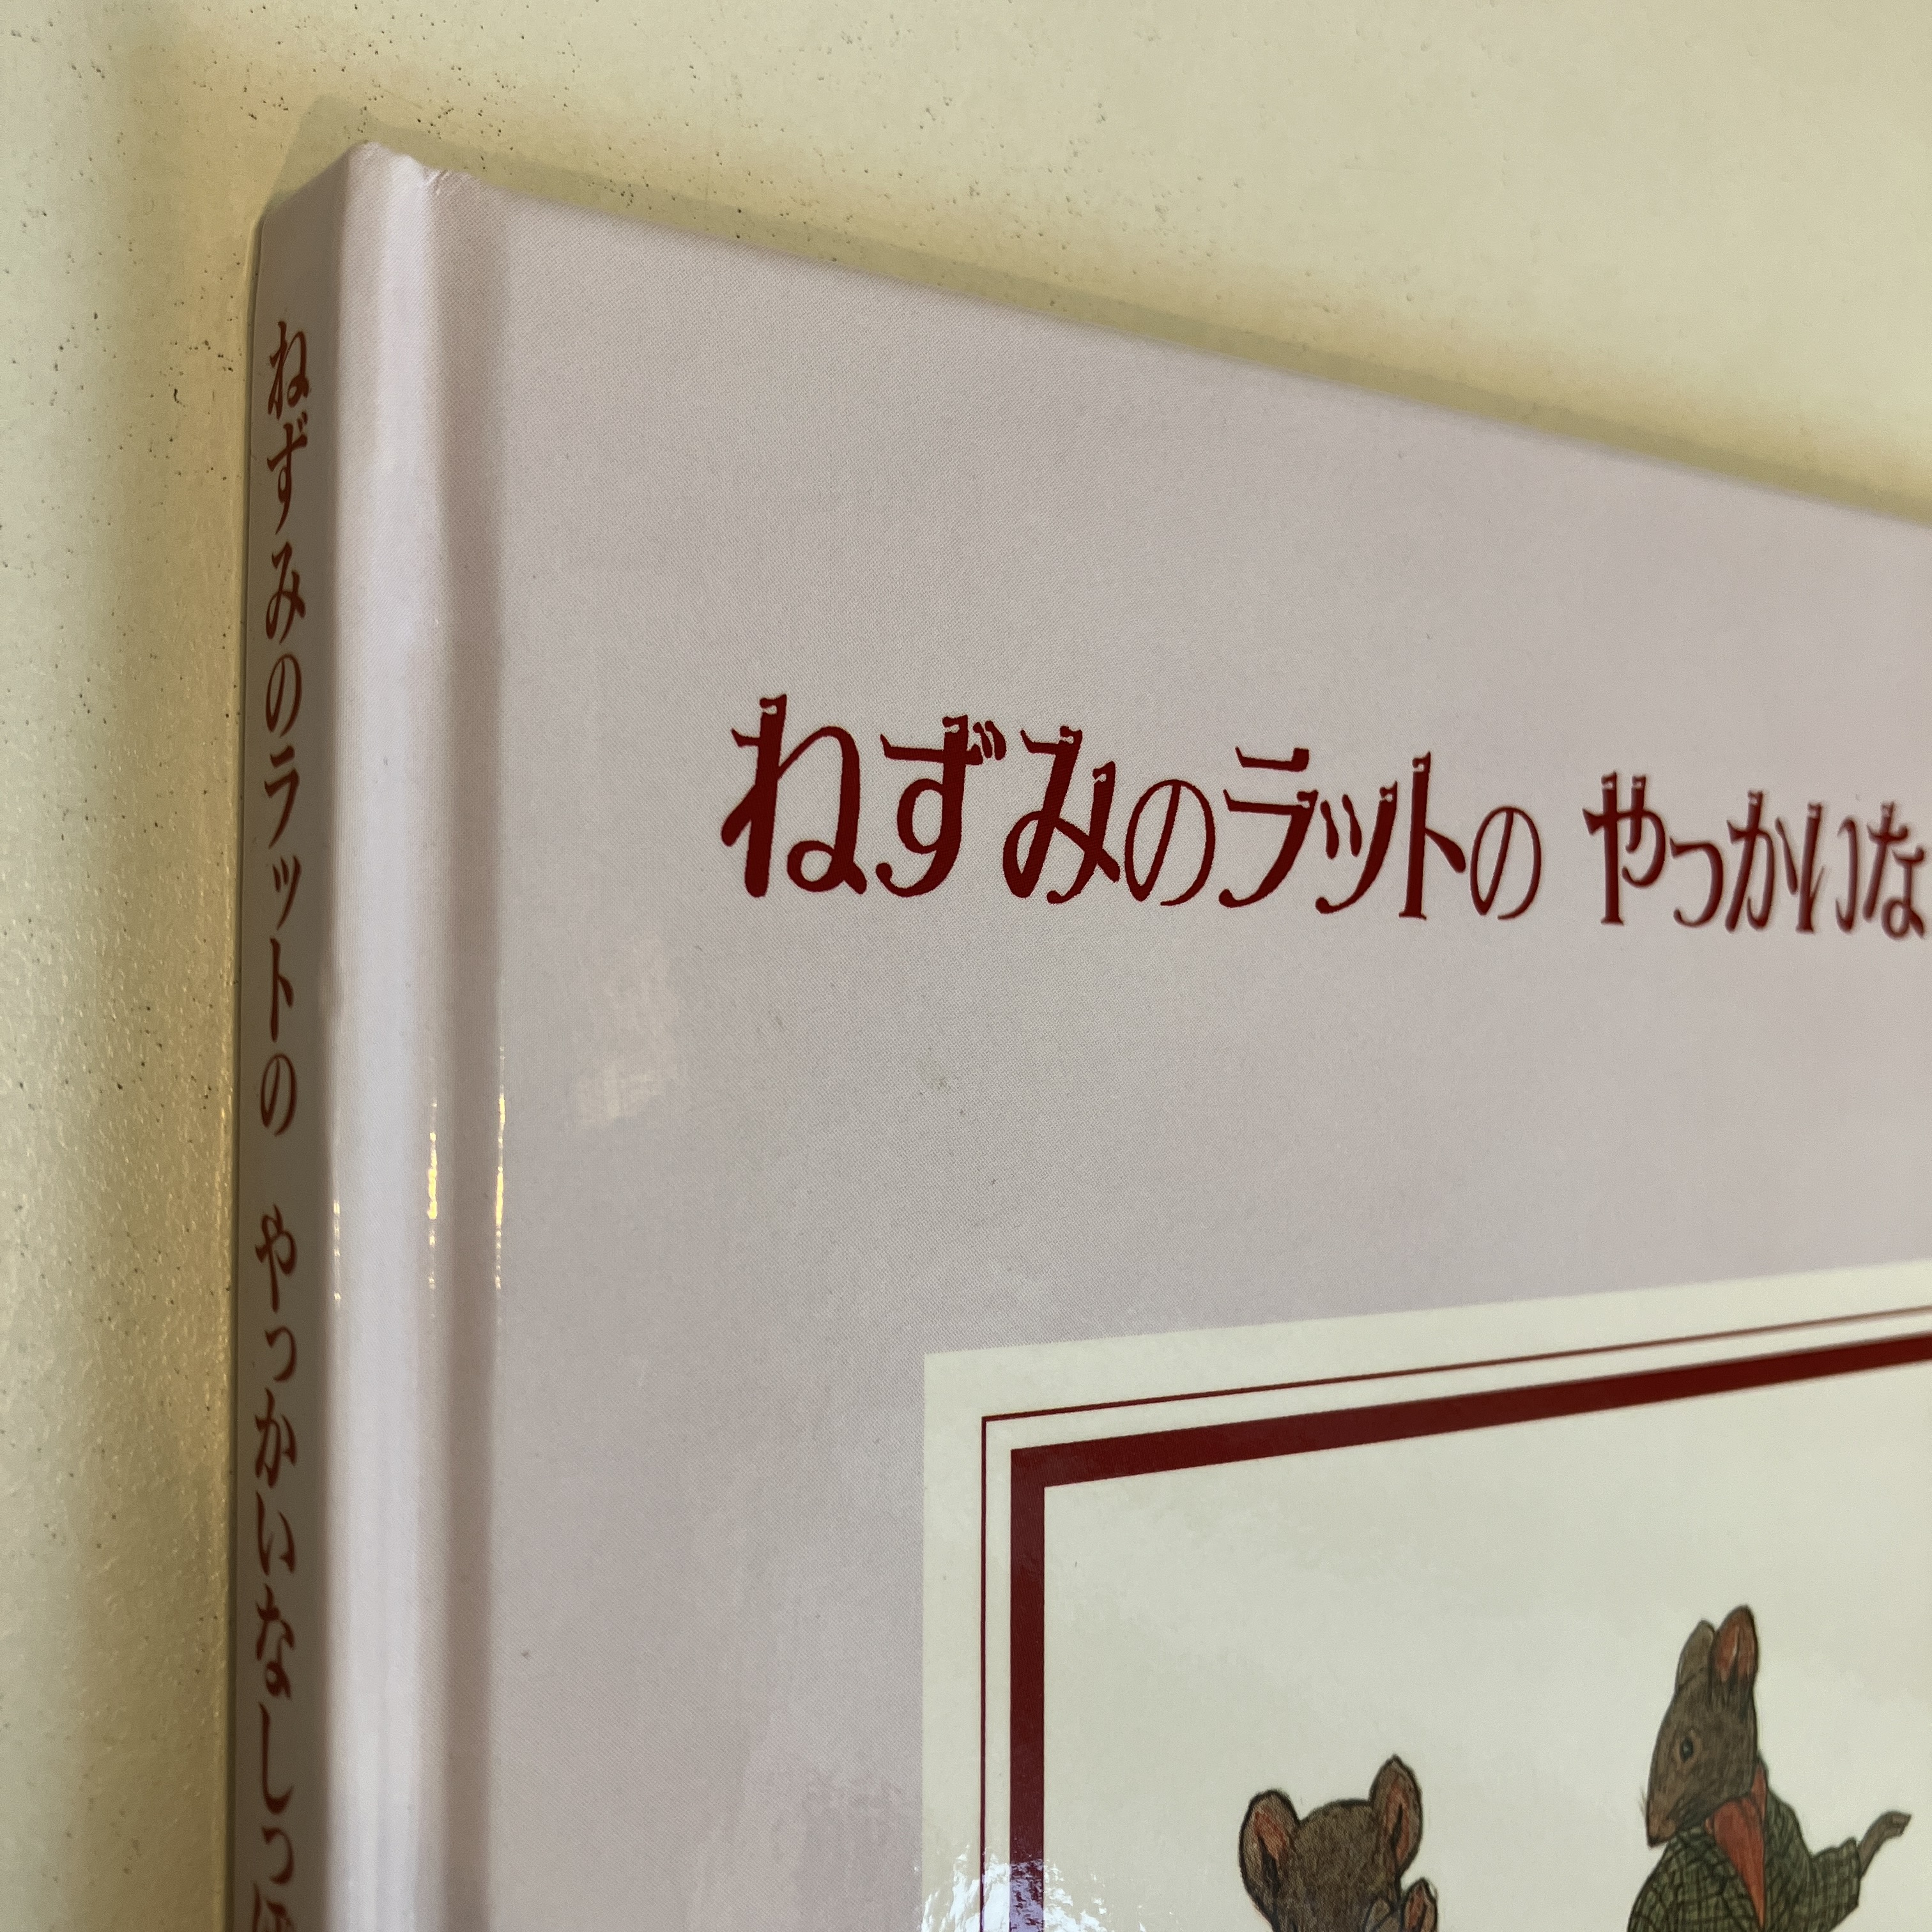 ねずみのラットの やっかいな
ねずみのラットの やっかいなしっぽ